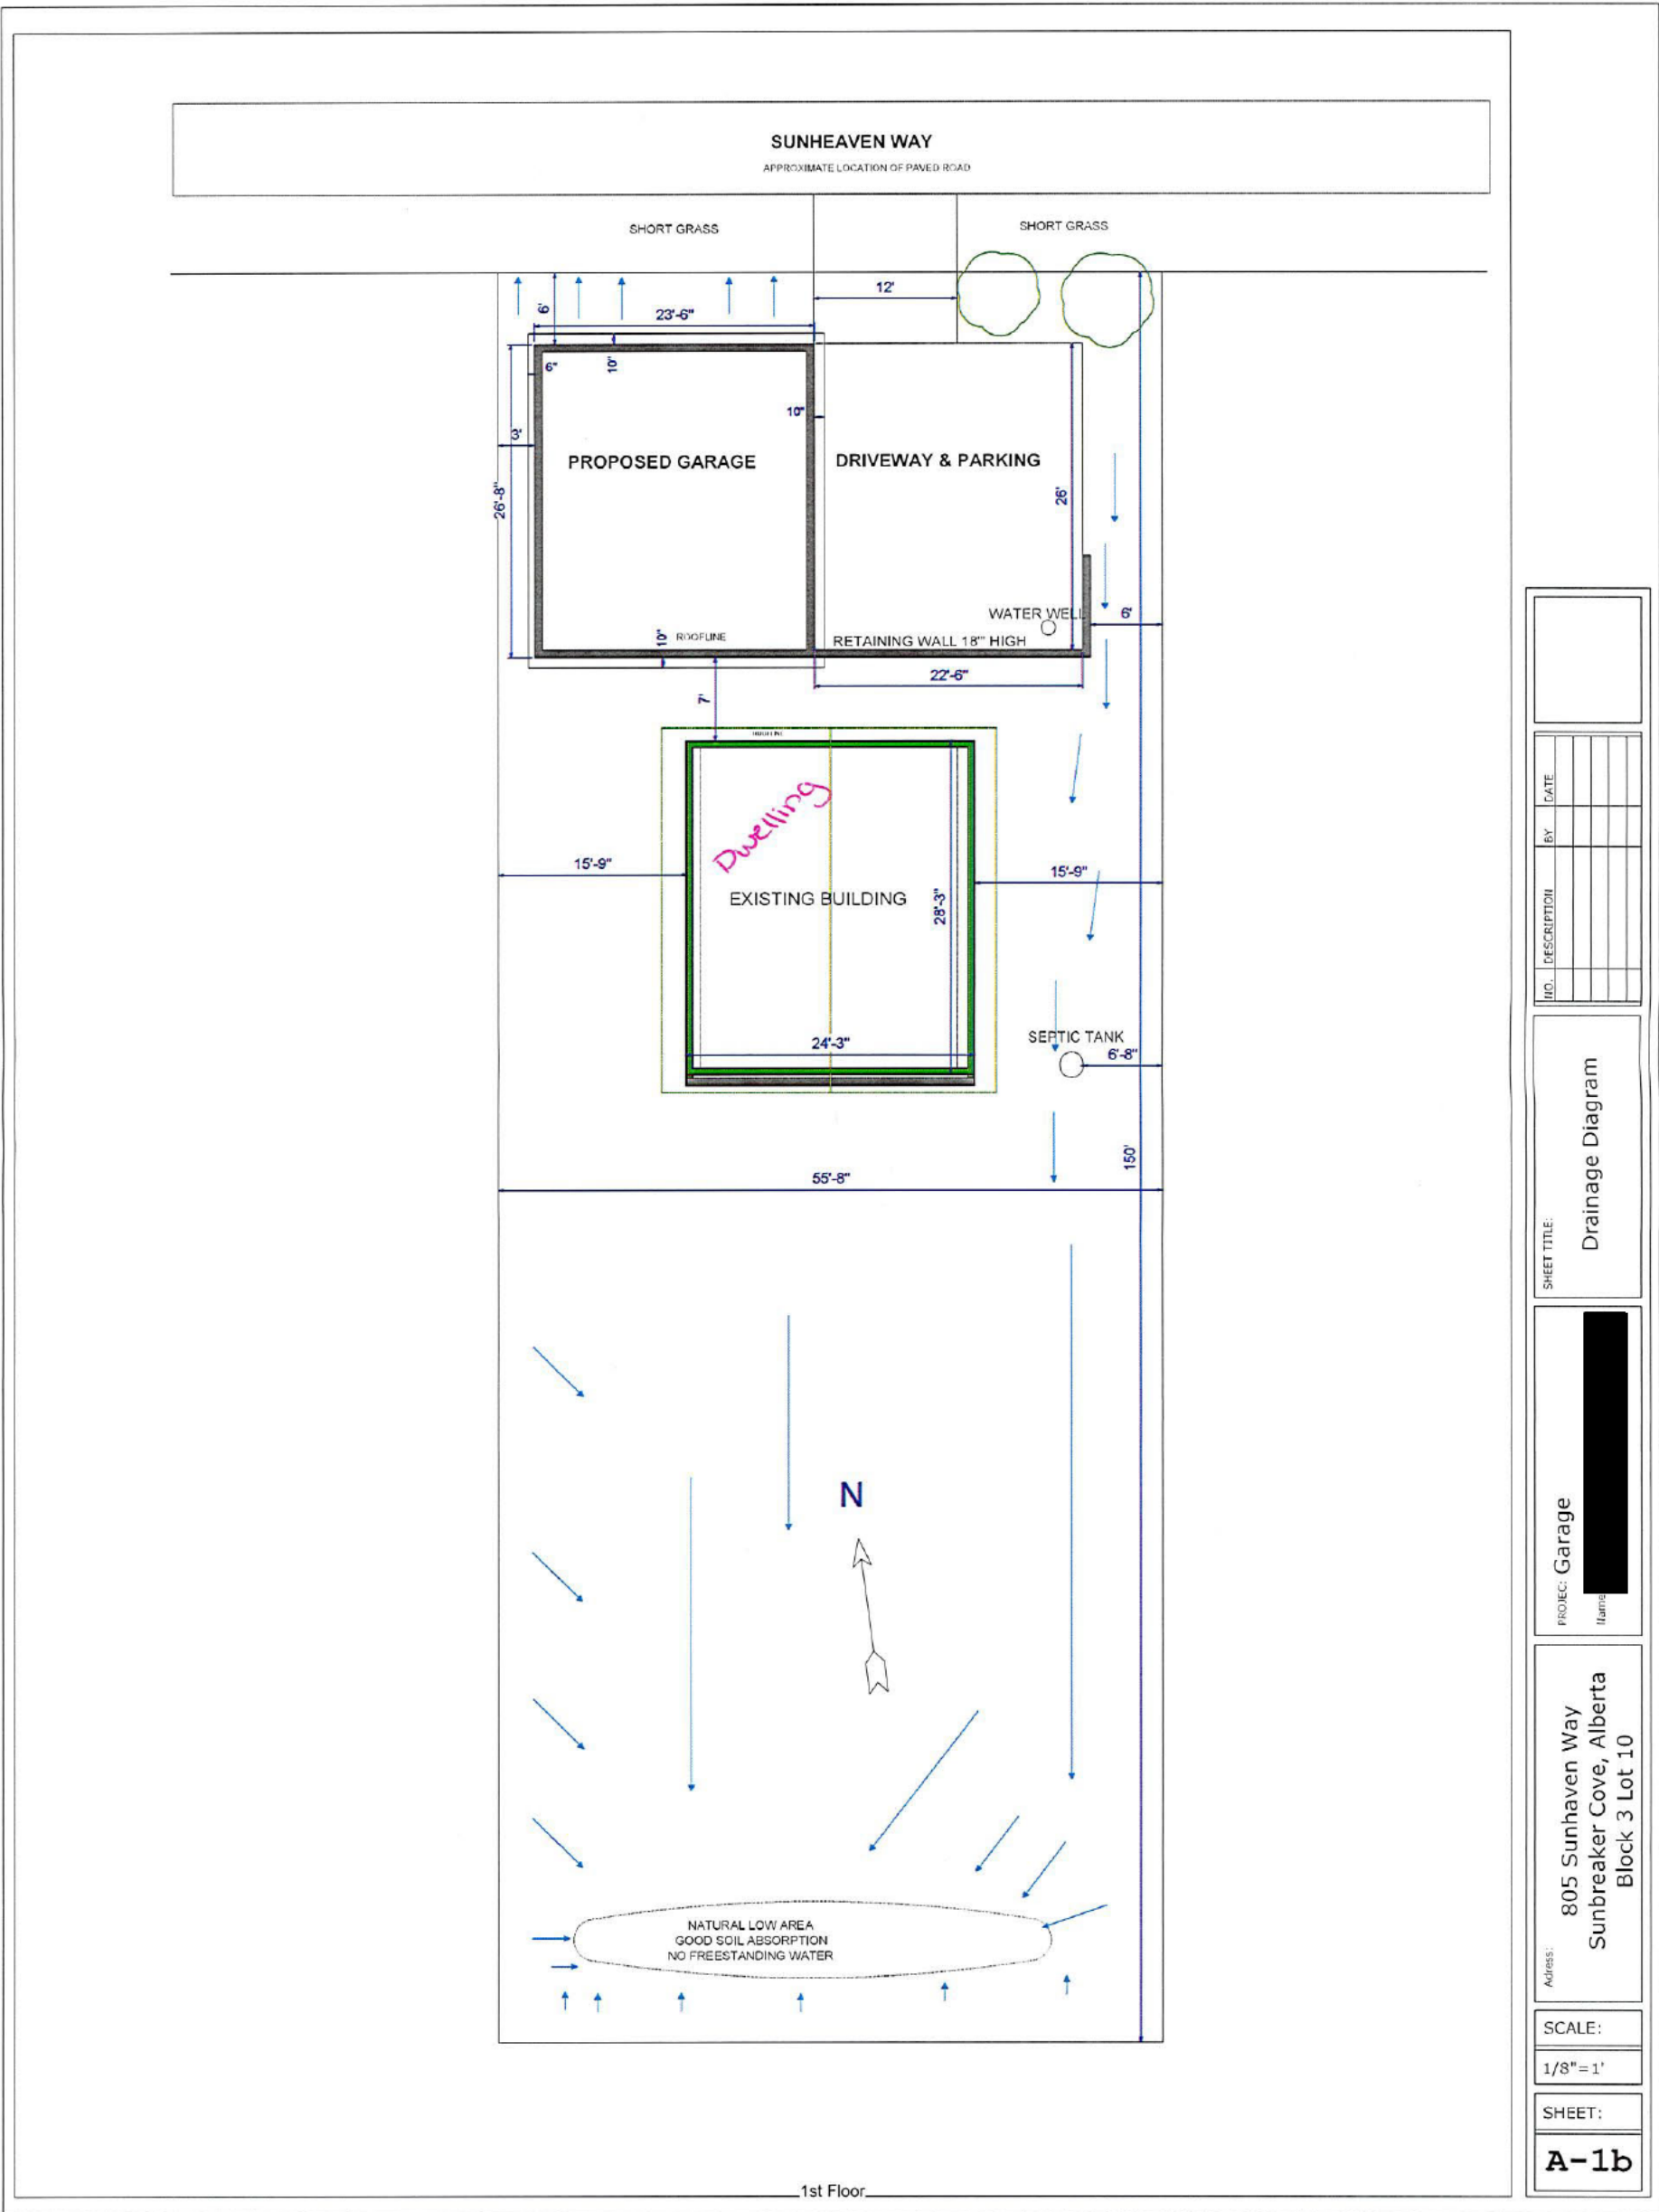 SUNHEAVEN WAY
APPROXIMATE LOCATION OF PAVED ROAD
SHORT GRASS
SHORT GRASS
12'
6'
23'-6"
6"
10"
10"
3'
PROPOSED GARAGE
DRIVEWAY & PARKING
26'-8"
26'
WATER WELL
6'
10"
ROOFLINE
RETAINING WALL 18"' HIGH
22'-6"
7'
ROOFLINE
Dwelling
15'-9"
15'-9"
EXISTING BUILDING
28'-3"
24'-3"
SEPTIC TANK
6'-8"
150'
55'-8"
N
NATURAL LOW AREA
GOOD SOIL ABSORPTION
NO FREESTANDING WATER
1st Floor
NO. DESCRIPTION BY DATE
SHEET TITLE:
Drainage Diagram
PROJEC: Garage
Name
Adress:
805 Sunhaven Way
Sunbreaker Cove, Alberta
Block 3 Lot 10
SCALE:
1/8"=1'
SHEET:
A-1b